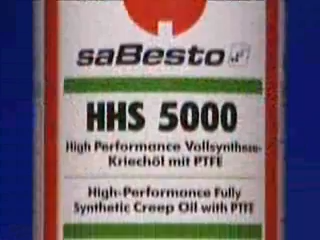 saBesto
HHS 5000
High Performance Vollsynthese-
Kriechöl mit PTFE
High-Performance Fully
Synthetic Creep Oil with PTFE